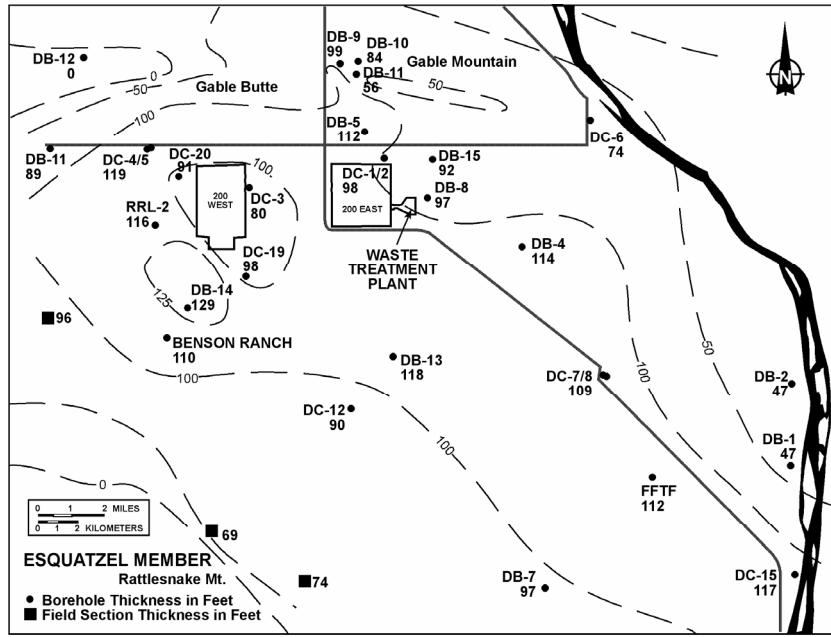 DB-12
0
0
50
Gable Butte
100
DB-9
99
DB-10
84
DB-11
56
Gable Mountain
50
N
DB-5
112
DC-6
74
DB-11
89
DC-4/5
119
DC-20
91
100
200
WEST
DC-3
80
RRL-2
116
DC-19
98
DC-1/2
98
200 EAST
DB-15
92
DB-8
97
WASTE
TREATMENT
PLANT
DB-4
114
125
DB-14
129
96
BENSON RANCH
110
100
DB-13
118
DC-12
90
100
DC-7/8
109
100
50
DB-2
47
DB-1
47
FFTF
112
0
0 1 2 MILES
0 1 2 KILOMETERS
69
74
DB-7
97
DC-15
117
ESQUATZEL MEMBER
Rattlesnake Mt.
Borehole Thickness in Feet
Field Section Thickness in Feet